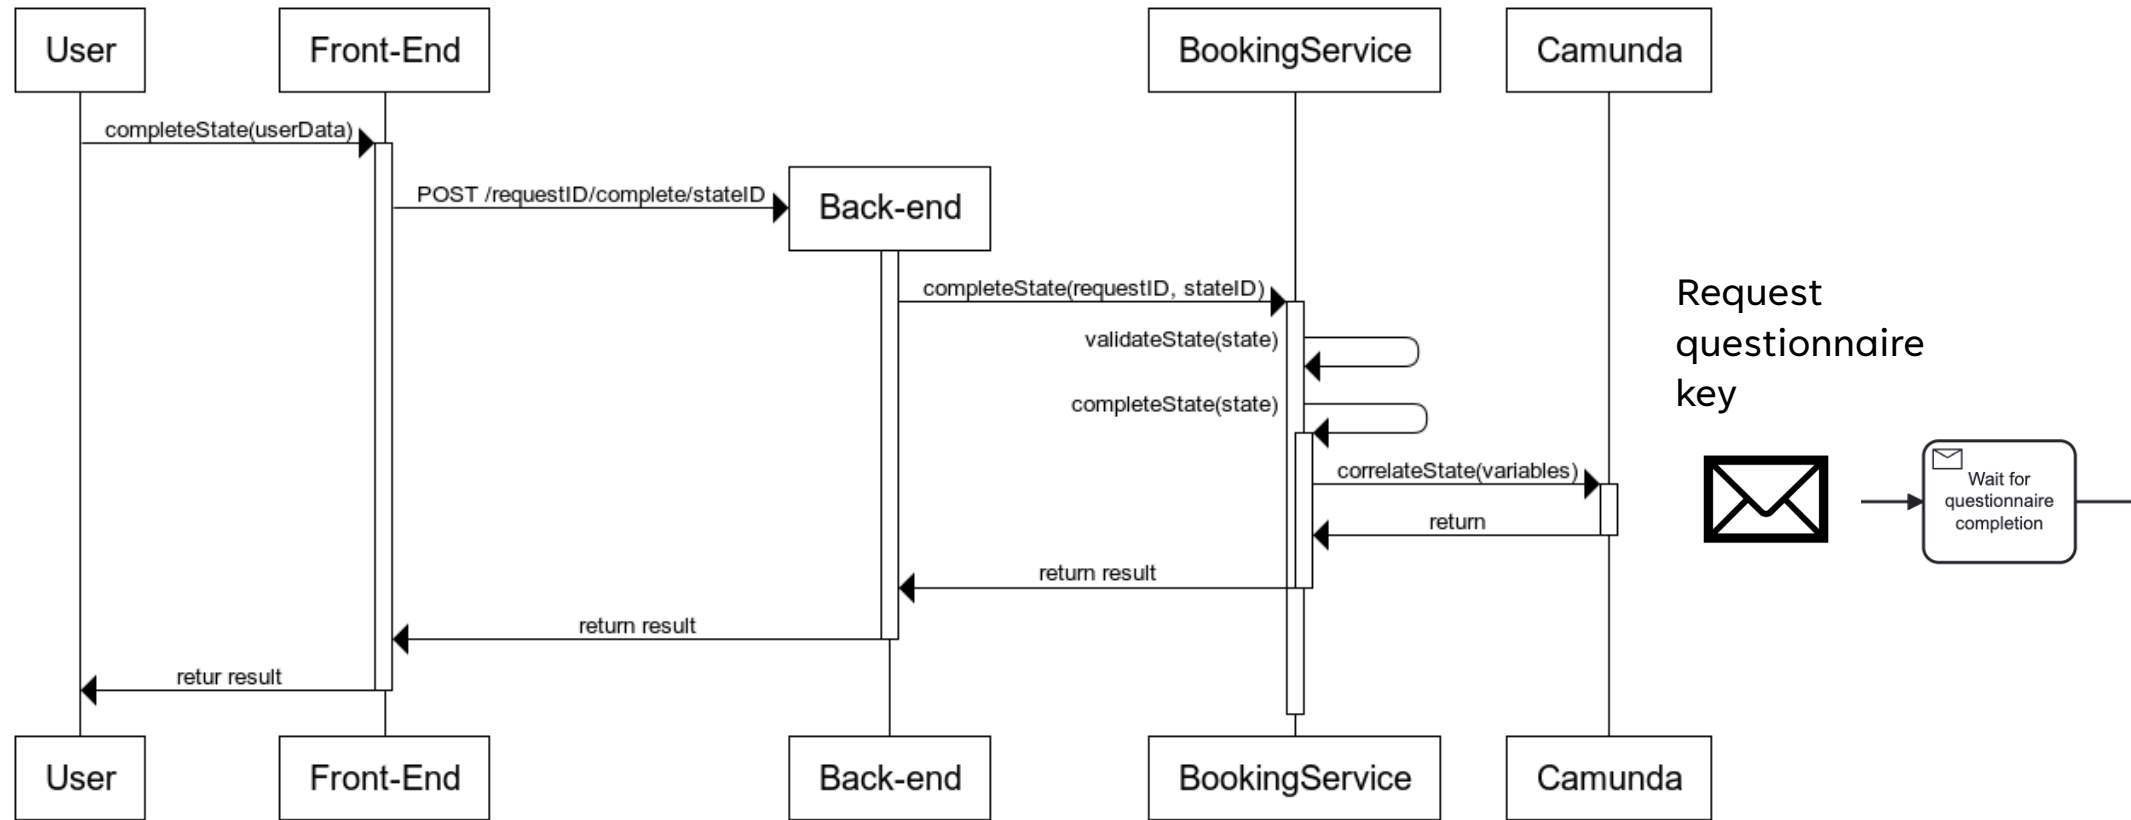 User
Front-End
BookingService
Camunda
completeState(userData)
POST /requestID/complete/stateID
Back-end
completeState(requestID, stateID)
validateState(state)
completeState(state)
correlateState(variables)
return
return result
return result
retur result
Request
questionnaire
key
Wait for
questionnaire
completion
User
Front-End
Back-end
BookingService
Camunda